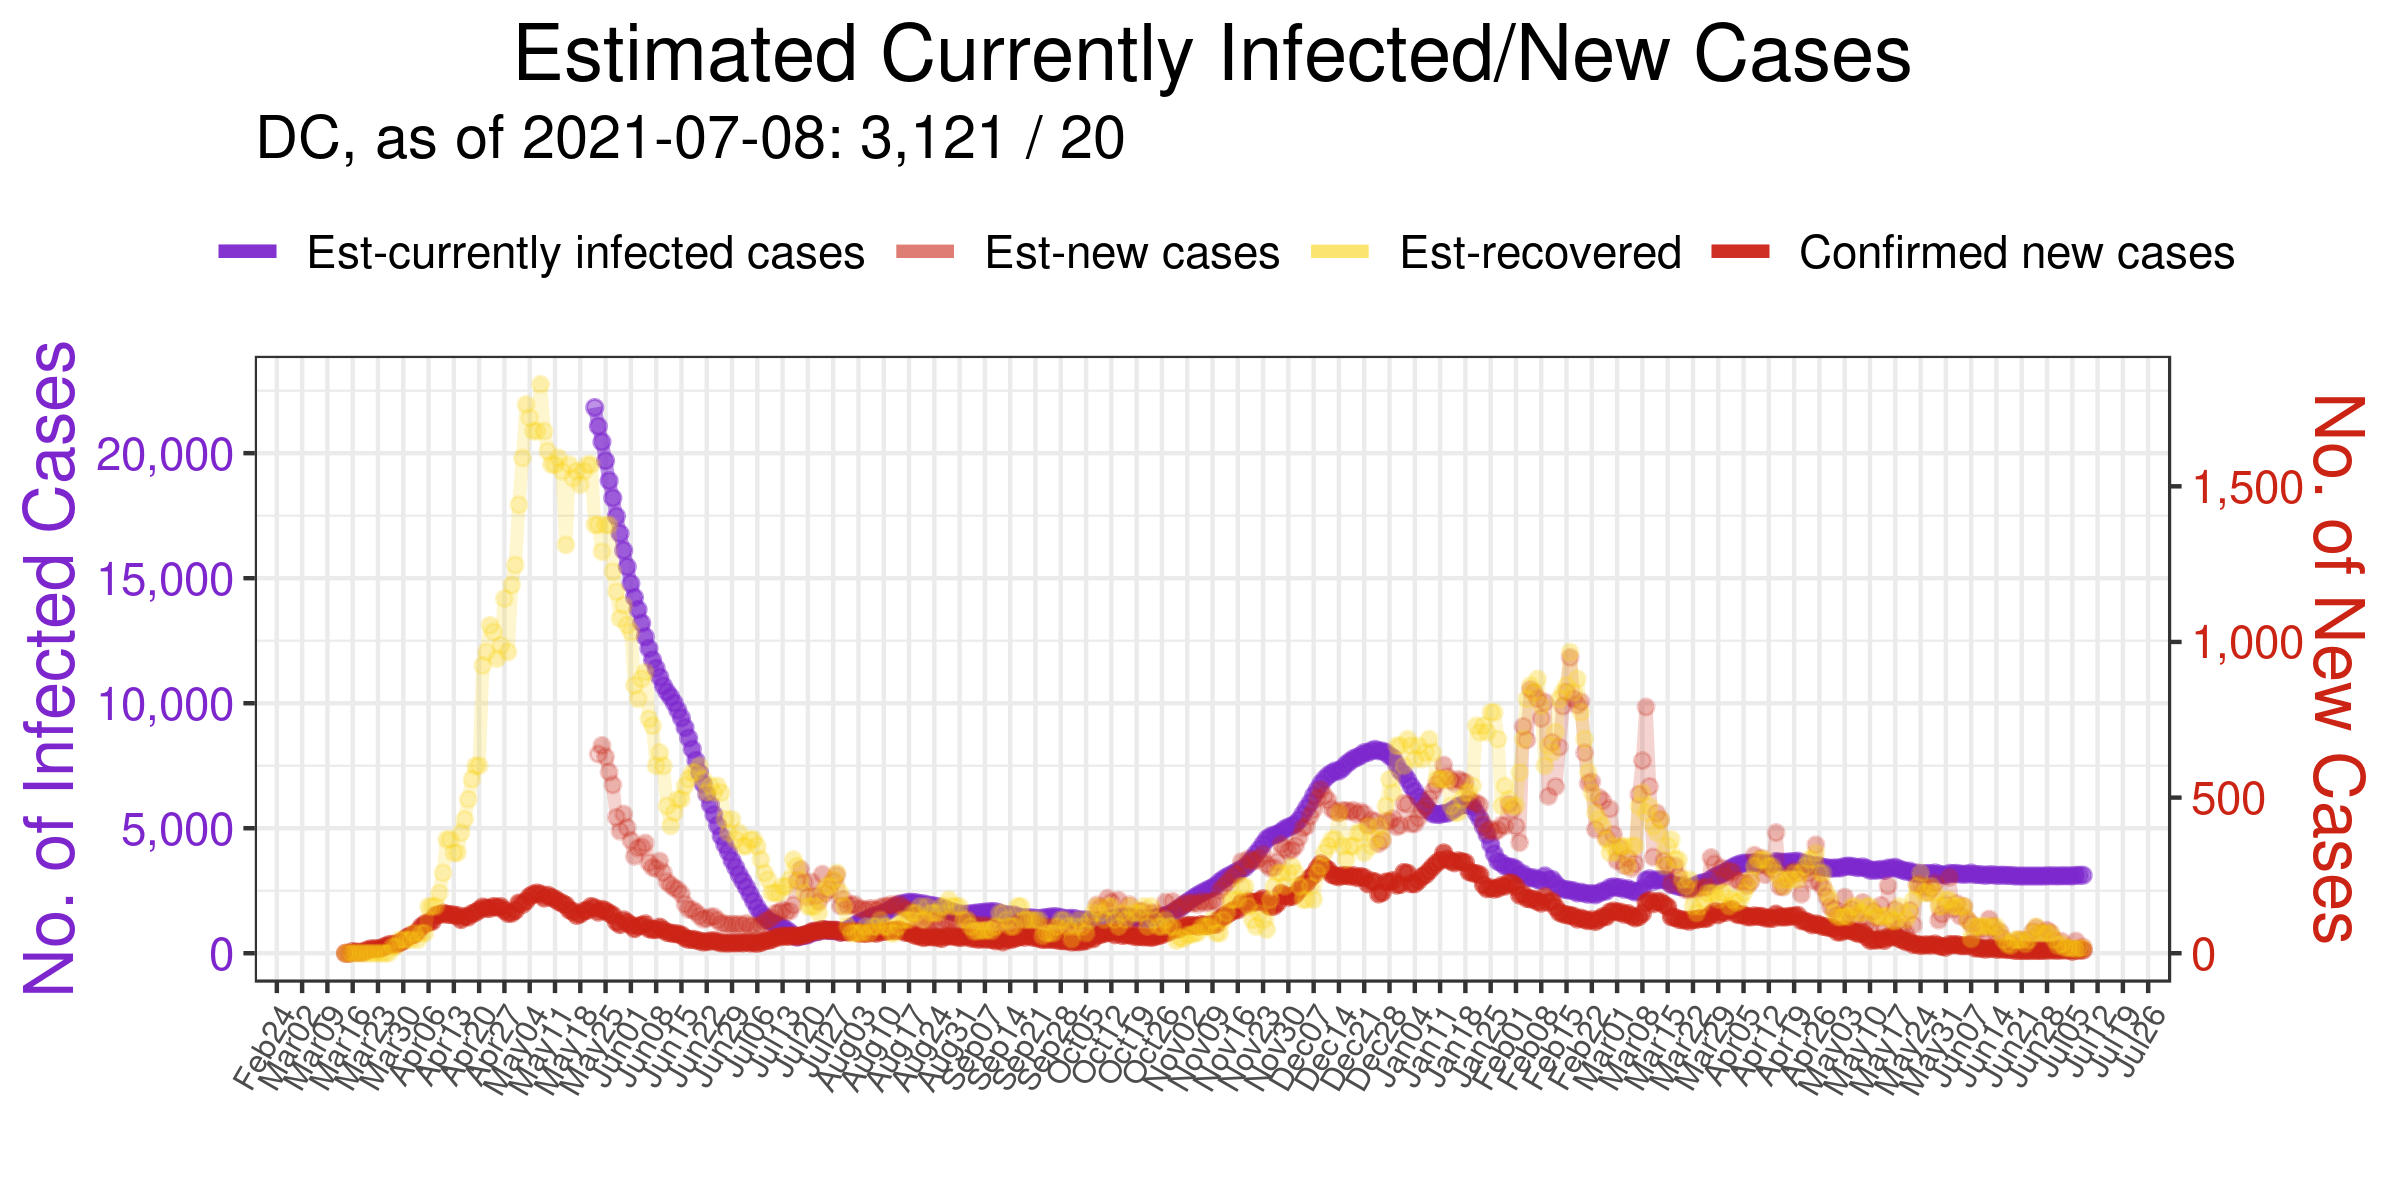 Estimated Currently Infected/New Cases
DC, as of 2021-07-08: 3,121 / 20
Est-currently infected cases
Est-new cases
Est-recovered
Confirmed new cases
No. of Infected Cases
20,000
15,000
10,000
5,000
0
1,500
1,000
500
0
No. of New Cases
Feb24
Mar02
Mar09
Mar16
Mar23
Mar30
Apr06
Apr13
Apr20
Apr27
May04
May11
May18
May25
Jun01
Jun08
Jun15
Jun22
Jun29
Jul06
Jul13
Jul20
Jul27
Aug03
Aug10
Aug17
Aug24
Aug31
Sep07
Sep14
Sep21
Sep28
Oct05
Oct12
Oct19
Oct26
Nov02
Nov09
Nov16
Nov23
Nov30
Dec07
Dec14
Dec21
Dec28
Jan04
Jan11
Jan18
Jan25
Feb01
Feb08
Feb15
Feb22
Mar01
Mar08
Mar15
Mar22
Mar29
Apr05
Apr12
Apr19
Apr26
May03
May10
May17
May24
May31
Jun07
Jun14
Jun21
Jun28
Jul05
Jul12
Jul19
Jul26